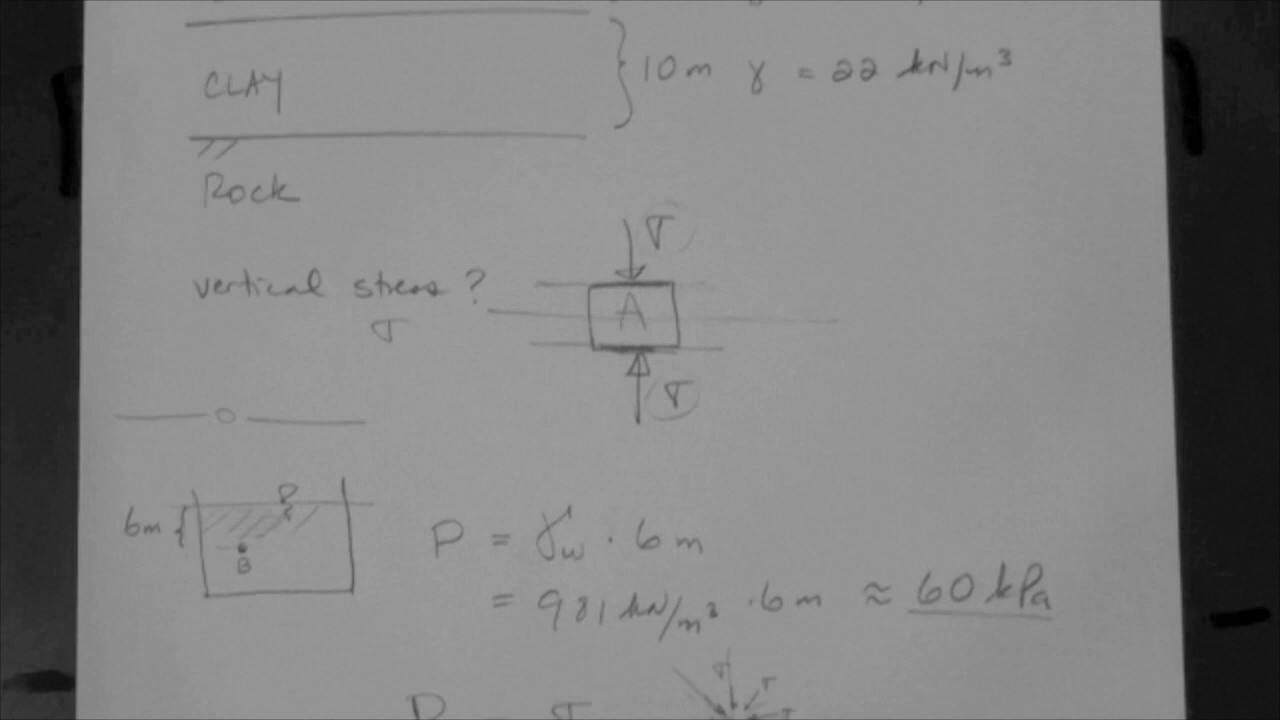 CLAY } 10m γ = 22 kN/m³
Rock
σ
vertical stress ?
A
σ
σ
P
6m {
B
P = γw · 6m
= 9.81 kN/m³ · 6m ≈ 60 kPa
σ
σ
P = σ
σ